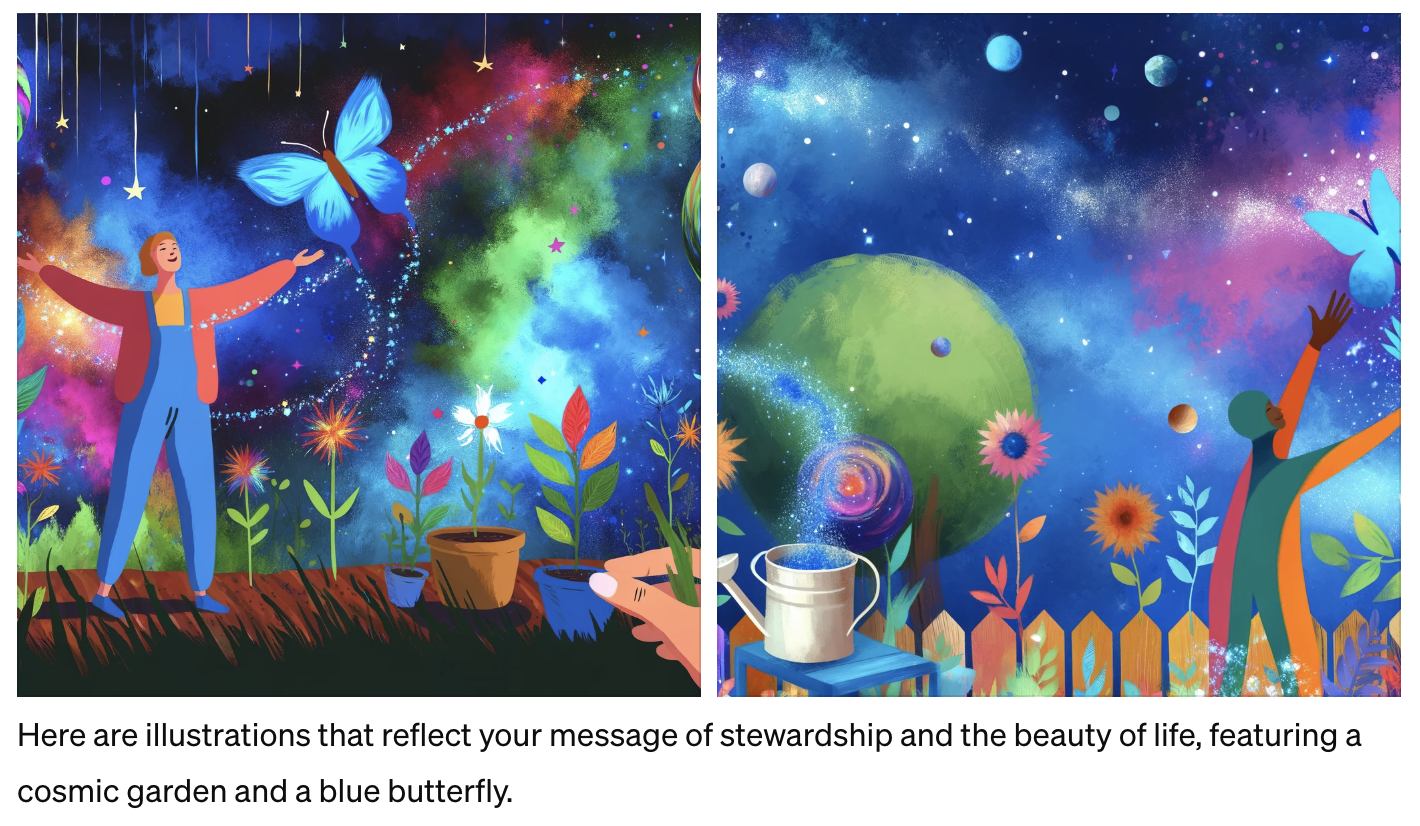 Here are illustrations that reflect your message of stewardship and the beauty of life, featuring a
cosmic garden and a blue butterfly.